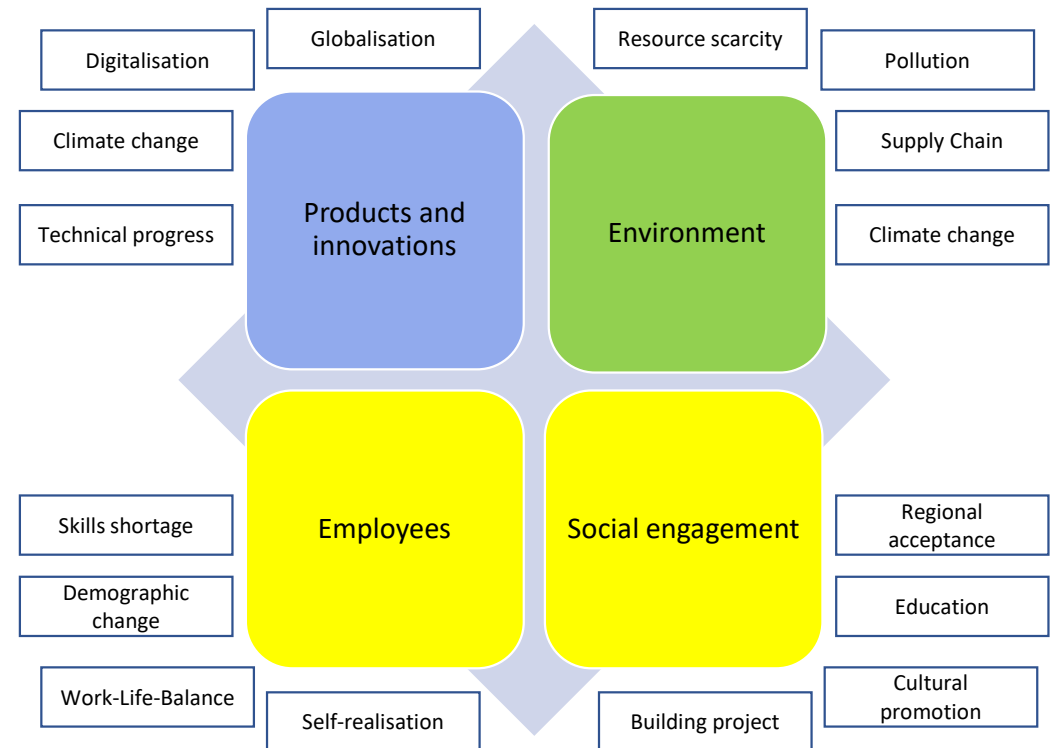 Globalisation
Resource scarcity
Digitalisation
Pollution
Climate change
Supply Chain
Technical progress
Products and
innovations
Environment
Climate change
Skills shortage
Employees
Social engagement
Regional
acceptance
Demographic
change
Education
Work-Life-Balance
Self-realisation
Building project
Cultural
promotion